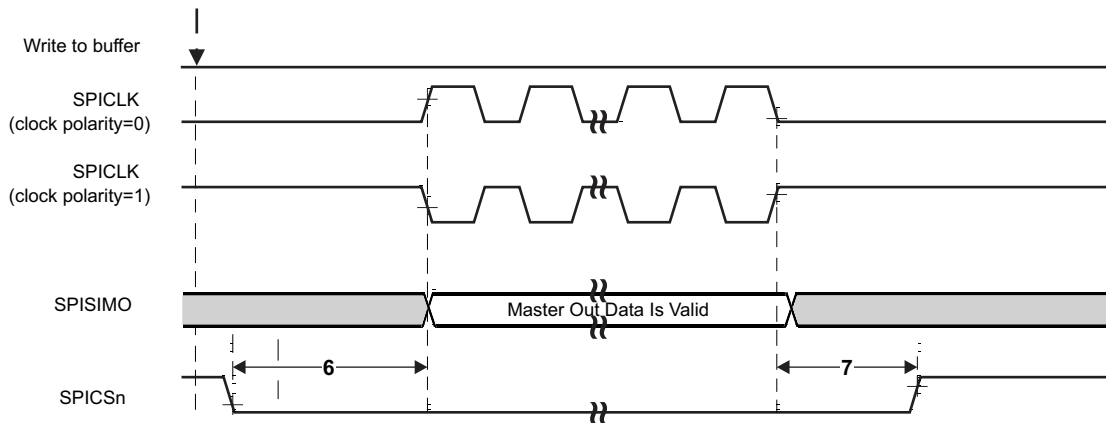 Write to buffer
SPICLK
(clock polarity=0)
SPICLK
(clock polarity=1)
SPISIMO
Master Out Data Is Valid
6
7
SPICSn